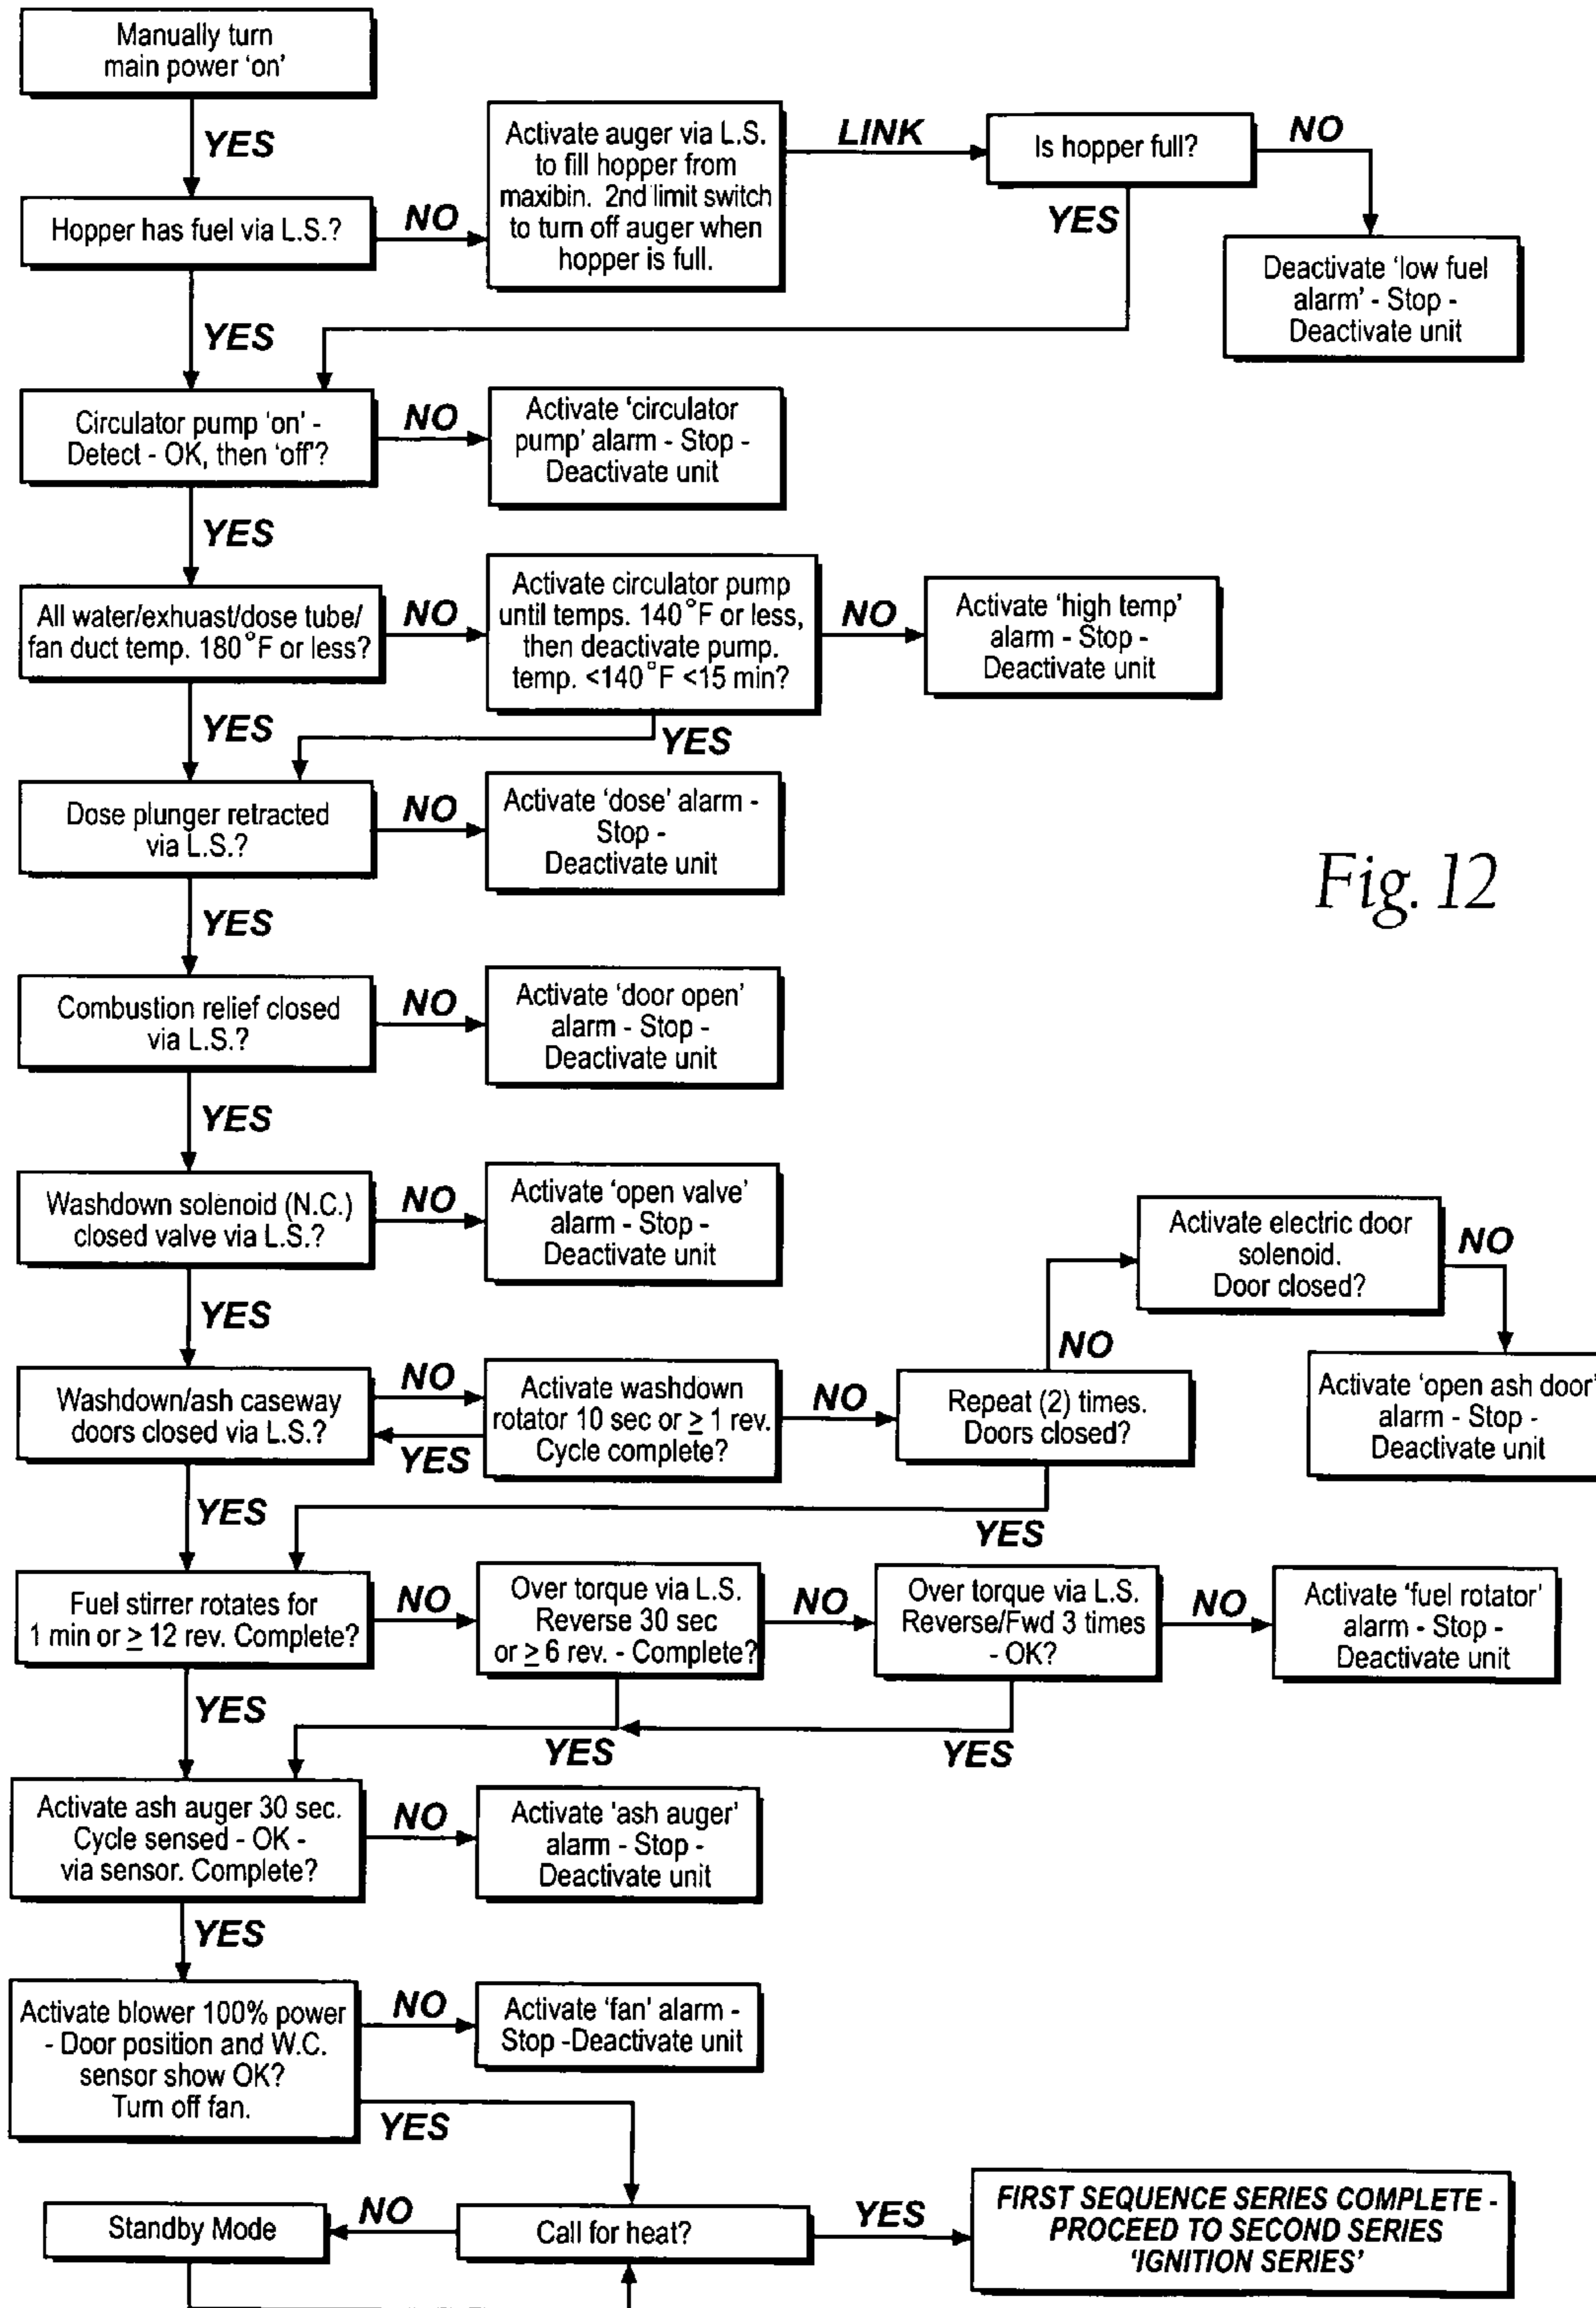 Manually turn
main power 'on'
YES
Hopper has fuel via L.S.?
NO
Activate auger via L.S.
to fill hopper from
maxibin. 2nd limit switch
to turn off auger when
hopper is full.
LINK
Is hopper full?
NO
YES
Deactivate 'low fuel
alarm' - Stop -
Deactivate unit
YES
Circulator pump 'on' -
Detect - OK, then 'off'?
NO
Activate 'circulator
pump' alarm - Stop -
Deactivate unit
YES
All water/exhuast/dose tube/
fan duct temp. 180°F or less?
NO
Activate circulator pump
until temps. 140°F or less,
then deactivate pump.
temp. <140°F <15 min?
NO
Activate 'high temp'
alarm - Stop -
Deactivate unit
YES
YES
Dose plunger retracted
via L.S.?
NO
Activate 'dose' alarm -
Stop -
Deactivate unit
Fig. 12
YES
Combustion relief closed
via L.S.?
NO
Activate 'door open'
alarm - Stop -
Deactivate unit
YES
Washdown solenoid (N.C.)
closed valve via L.S.?
NO
Activate 'open valve'
alarm - Stop -
Deactivate unit
Activate electric door
solenoid.
Door closed?
NO
YES
NO
Washdown/ash caseway
doors closed via L.S.?
NO
YES
Activate washdown
rotator 10 sec or ≥ 1 rev.
Cycle complete?
NO
Repeat (2) times.
Doors closed?
Activate 'open ash door'
alarm - Stop -
Deactivate unit
YES
YES
Fuel stirrer rotates for
1 min or ≥ 12 rev. Complete?
NO
Over torque via L.S.
Reverse 30 sec
or ≥ 6 rev. - Complete?
NO
Over torque via L.S.
Reverse/Fwd 3 times
- OK?
NO
Activate 'fuel rotator'
alarm - Stop -
Deactivate unit
YES
YES
YES
Activate ash auger 30 sec.
Cycle sensed - OK -
via sensor. Complete?
NO
Activate 'ash auger'
alarm - Stop -
Deactivate unit
YES
Activate blower 100% power
- Door position and W.C.
sensor show OK?
Turn off fan.
NO
Activate 'fan' alarm -
Stop -Deactivate unit
YES
Standby Mode
NO
Call for heat?
YES
FIRST SEQUENCE SERIES COMPLETE -
PROCEED TO SECOND SERIES
'IGNITION SERIES'